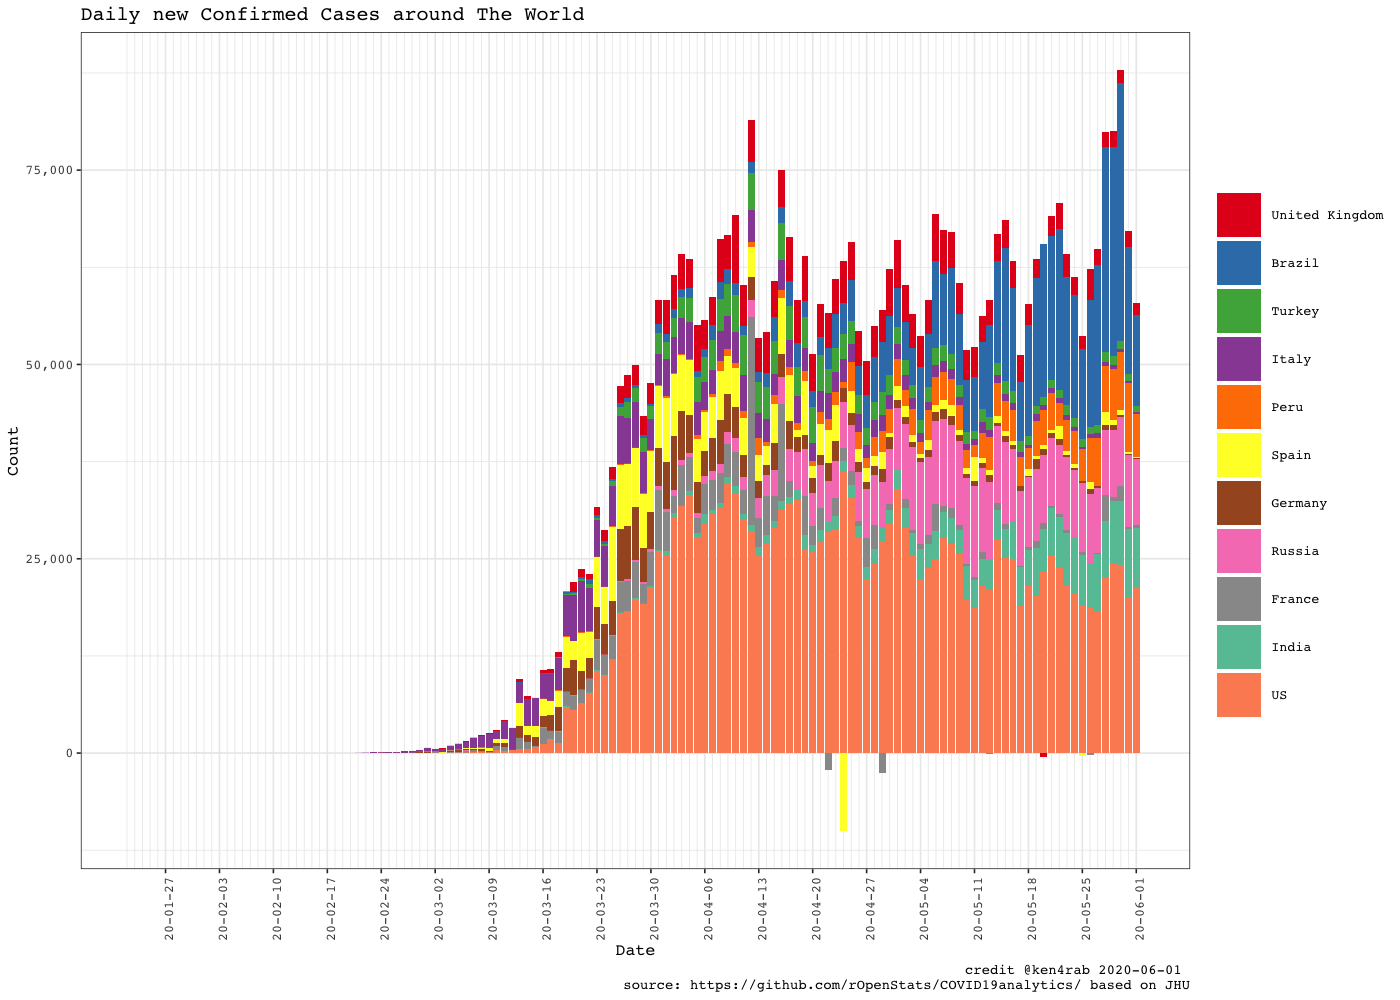 Daily new Confirmed Cases around The World
Count
75,000
50,000
25,000
0
20-01-27
20-02-03
20-02-10
20-02-17
20-02-24
20-03-02
20-03-09
20-03-16
20-03-23
20-03-30
20-04-06
20-04-13
20-04-20
20-04-27
20-05-04
20-05-11
20-05-18
20-05-25
20-06-01
Date
United Kingdom
Brazil
Turkey
Italy
Peru
Spain
Germany
Russia
France
India
US
credit @ken4rab 2020-06-01
source: https://github.com/rOpenStats/COVID19analytics/ based on JHU